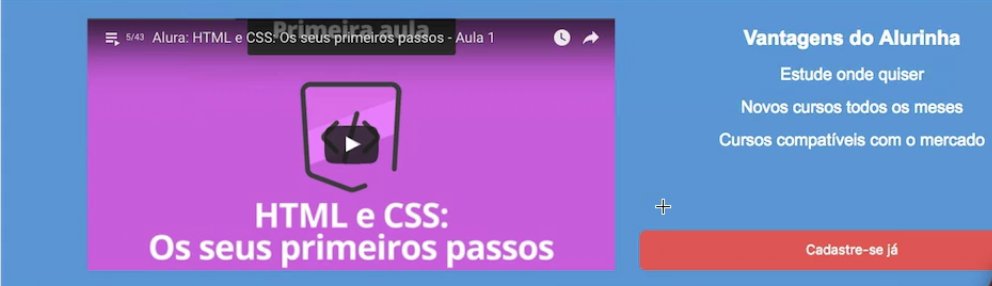 Primeira aula
5/43 Alura: HTML e CSS: Os seus primeiros passos - Aula 1
HTML e CSS:
Os seus primeiros passos
Vantagens do Alurinha
Estude onde quiser
Novos cursos todos os meses
Cursos compatíveis com o mercado
Cadastre-se já